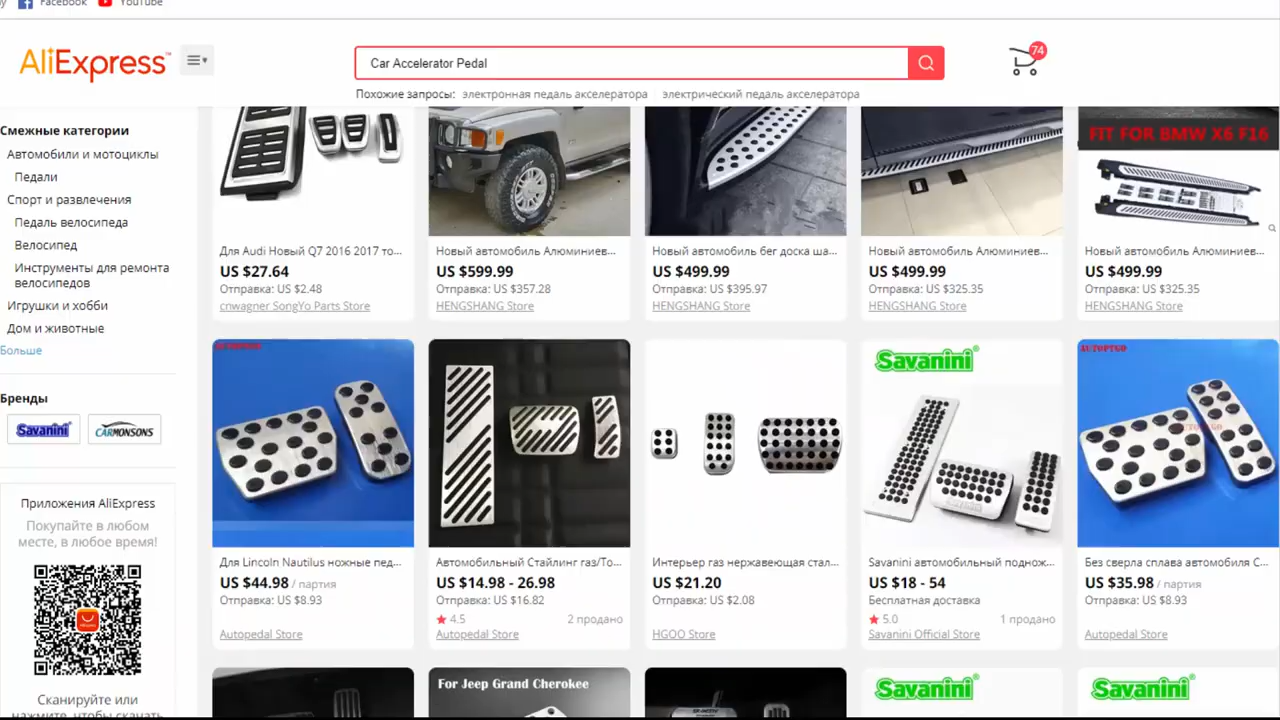 Facebook
YouTube
AliExpress
Car Accelerator Pedal
74
Похожие запросы: электронная педаль акселератора электрический педаль акселератора
Смежные категории
Автомобили и мотоциклы
Педали
Спорт и развлечения
Педаль велосипеда
Велосипед
Инструменты для ремонта
велосипедов
Игрушки и хобби
Дом и животные
Больше
Бренды
Savanini
CARMONSONS
Приложения AliExpress
Покупайте в любом
месте, в любое время!
Сканируйте или
нажмите, чтобы скачать
FIT FOR BMW X6 F16
Для Audi Новый Q7 2016 2017 то...
US $27.64
Отправка: US $2.48
cnwagner SongYo Parts Store
Новый автомобиль Алюминиев...
US $599.99
Отправка: US $357.28
HENGSHANG Store
Новый автомобиль бег доска ша...
US $499.99
Отправка: US $395.97
HENGSHANG Store
Новый автомобиль Алюминиев...
US $499.99
Отправка: US $325.35
HENGSHANG Store
Новый автомобиль Алюминиев...
US $499.99
Отправка: US $325.35
HENGSHANG Store
AUTOPTGO
Для Lincoln Nautilus ножные пед...
US $44.98 / партия
Отправка: US $8.93
Autopedal Store
Автомобильный Стайлинг газ/То...
US $14.98 - 26.98
Отправка: US $16.82
4.5 2 продано
Autopedal Store
Интерьер газ нержавеющая стал...
US $21.20
Отправка: US $2.08
HGOO Store
Savanini
Savanini автомобильный поднож...
US $18 - 54
Бесплатная доставка
5.0 1 продано
Savanini Official Store
AUTOPTGO
Без сверла сплава автомобиля С...
US $35.98 / партия
Отправка: US $8.93
Autopedal Store
For Jeep Grand Cherokee
Savanini
Savanini